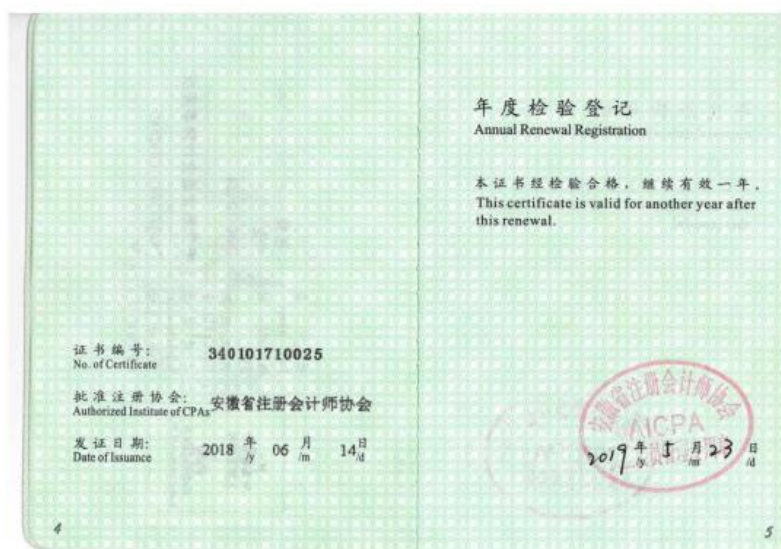 证书编号: 340101710025
No. of Certificate
批准注册协会: 安徽省注册会计师协会
Authorized Institute of CPAs
发证日期: 2018 年 06 月 14 日
Date of Issuance /y /m /d
4
年度检验登记
Annual Renewal Registration
本证书经检验合格，继续有效一年。
This certificate is valid for another year after
this renewal.
安徽省注册会计师协会
AICPA
2019 年 5 月 23 日
/y /m /d
5